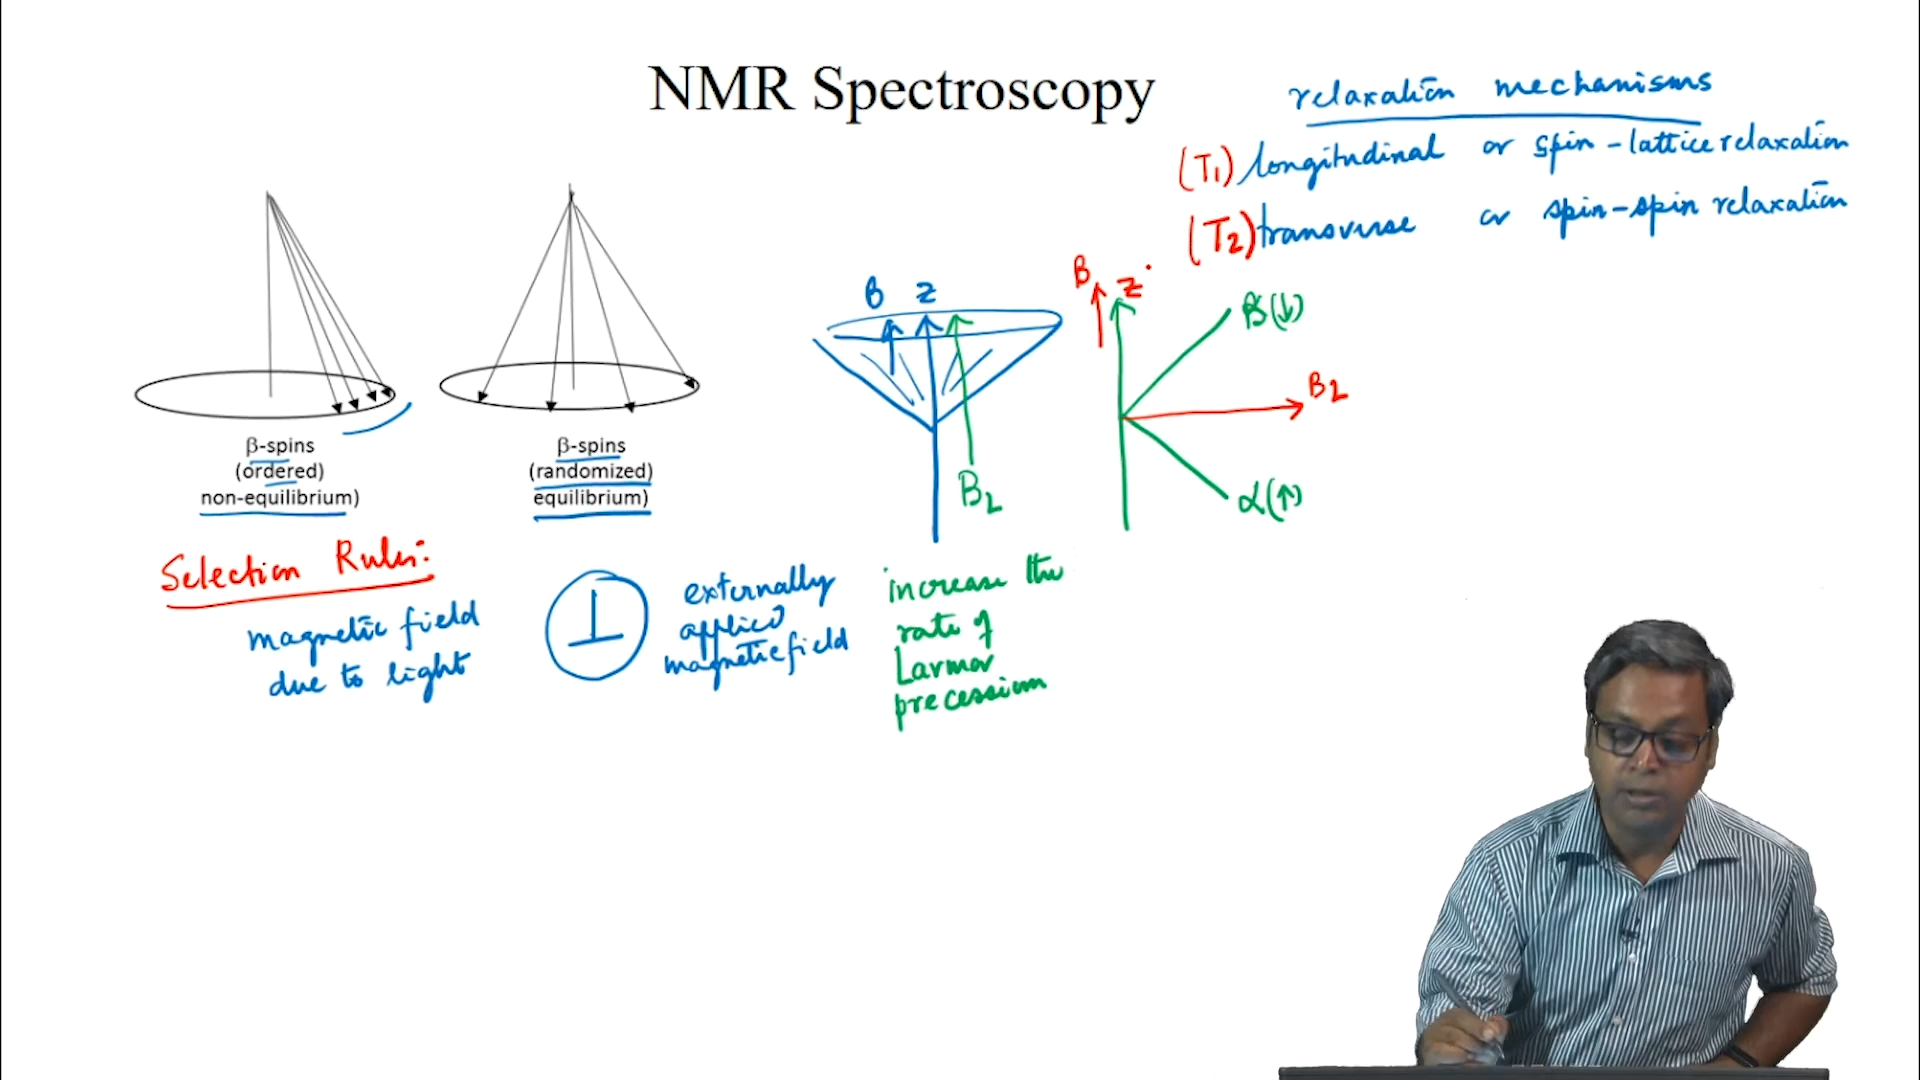 NMR Spectroscopy
relaxation mechanisms
(T1) longitudinal or spin-lattice relaxation
(T2) transverse or spin-spin relaxation
B Z
B Z
β(↓)
BL
α(↑)
BL
β-spins
(ordered)
non-equilibrium)
β-spins
(randomized)
equilibrium)
Selection Rules:
magnetic field
due to light
⊥
externally
applied
magnetic field
increase the
rate of
Larmor
precession